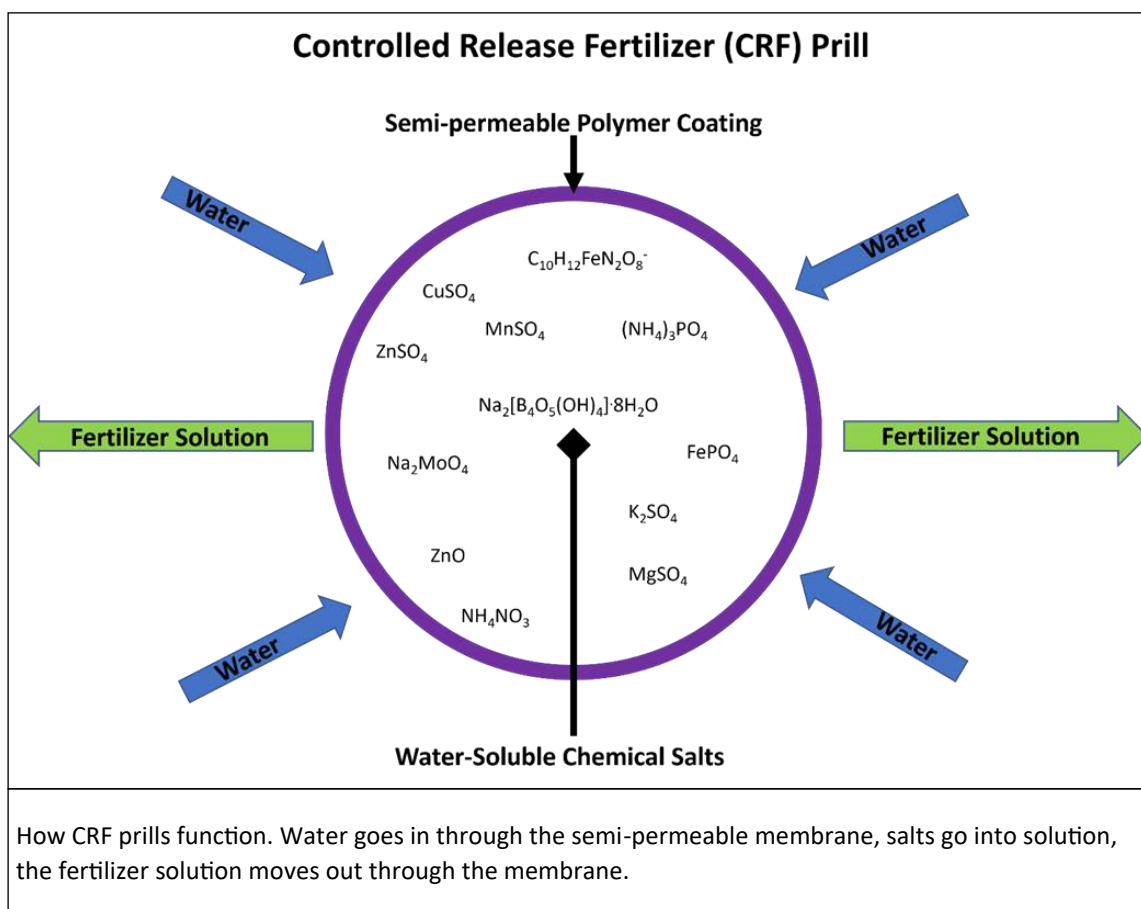 Controlled Release Fertilizer (CRF) Prill
Semi-permeable Polymer Coating
Water
Water
C₁₀H₁₂FeN₂O₈⁻
CuSO₄
MnSO₄
(NH₄)₃PO₄
ZnSO₄
Na₂[B₄O₅(OH)₄]·8H₂O
Fertilizer Solution
Fertilizer Solution
Na₂MoO₄
FePO₄
K₂SO₄
ZnO
MgSO₄
NH₄NO₃
Water
Water
Water-Soluble Chemical Salts
How CRF prills function. Water goes in through the semi-permeable membrane, salts go into solution,
the fertilizer solution moves out through the membrane.